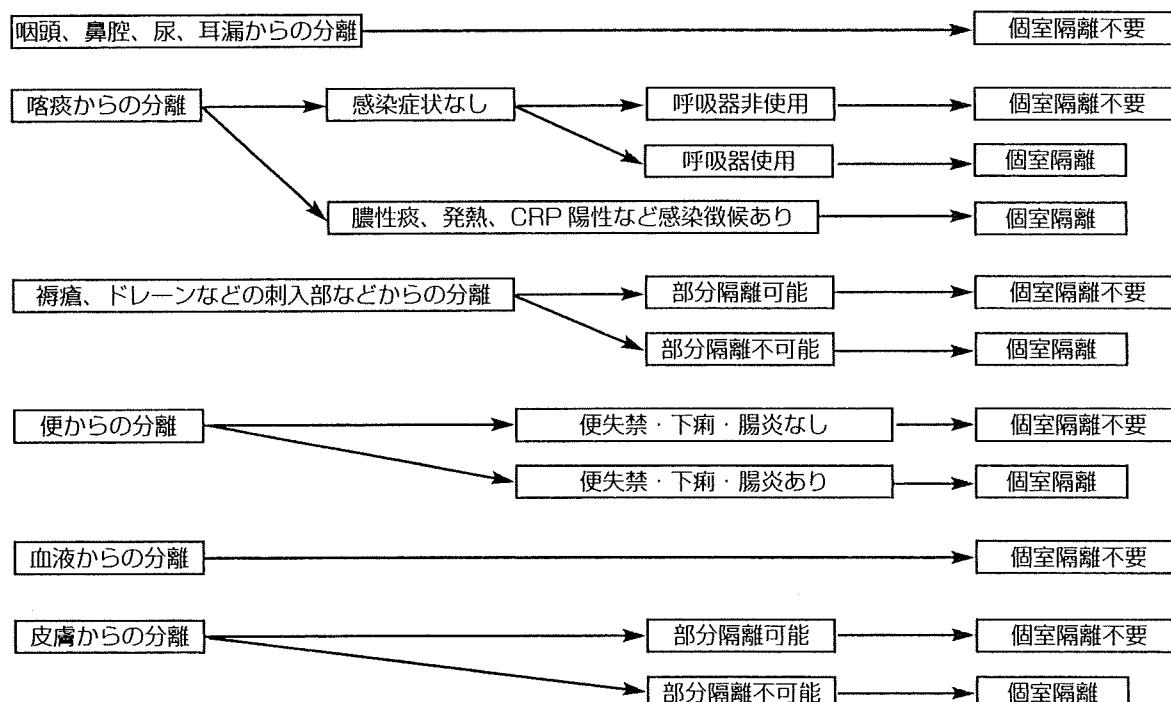 咽頭、鼻腔、尿、耳漏からの分離 個室隔離不要
喀痰からの分離 感染症状なし 呼吸器非使用 個室隔離不要
呼吸器使用 個室隔離
膿性痰、発熱、CRP陽性など感染徴候あり 個室隔離
褥瘡、ドレーンなどの刺入部などからの分離 部分隔離可能 個室隔離不要
部分隔離不可能 個室隔離
便からの分離 便失禁・下痢・腸炎なし 個室隔離不要
便失禁・下痢・腸炎あり 個室隔離
血液からの分離 個室隔離不要
皮膚からの分離 部分隔離可能 個室隔離不要
部分隔離不可能 個室隔離